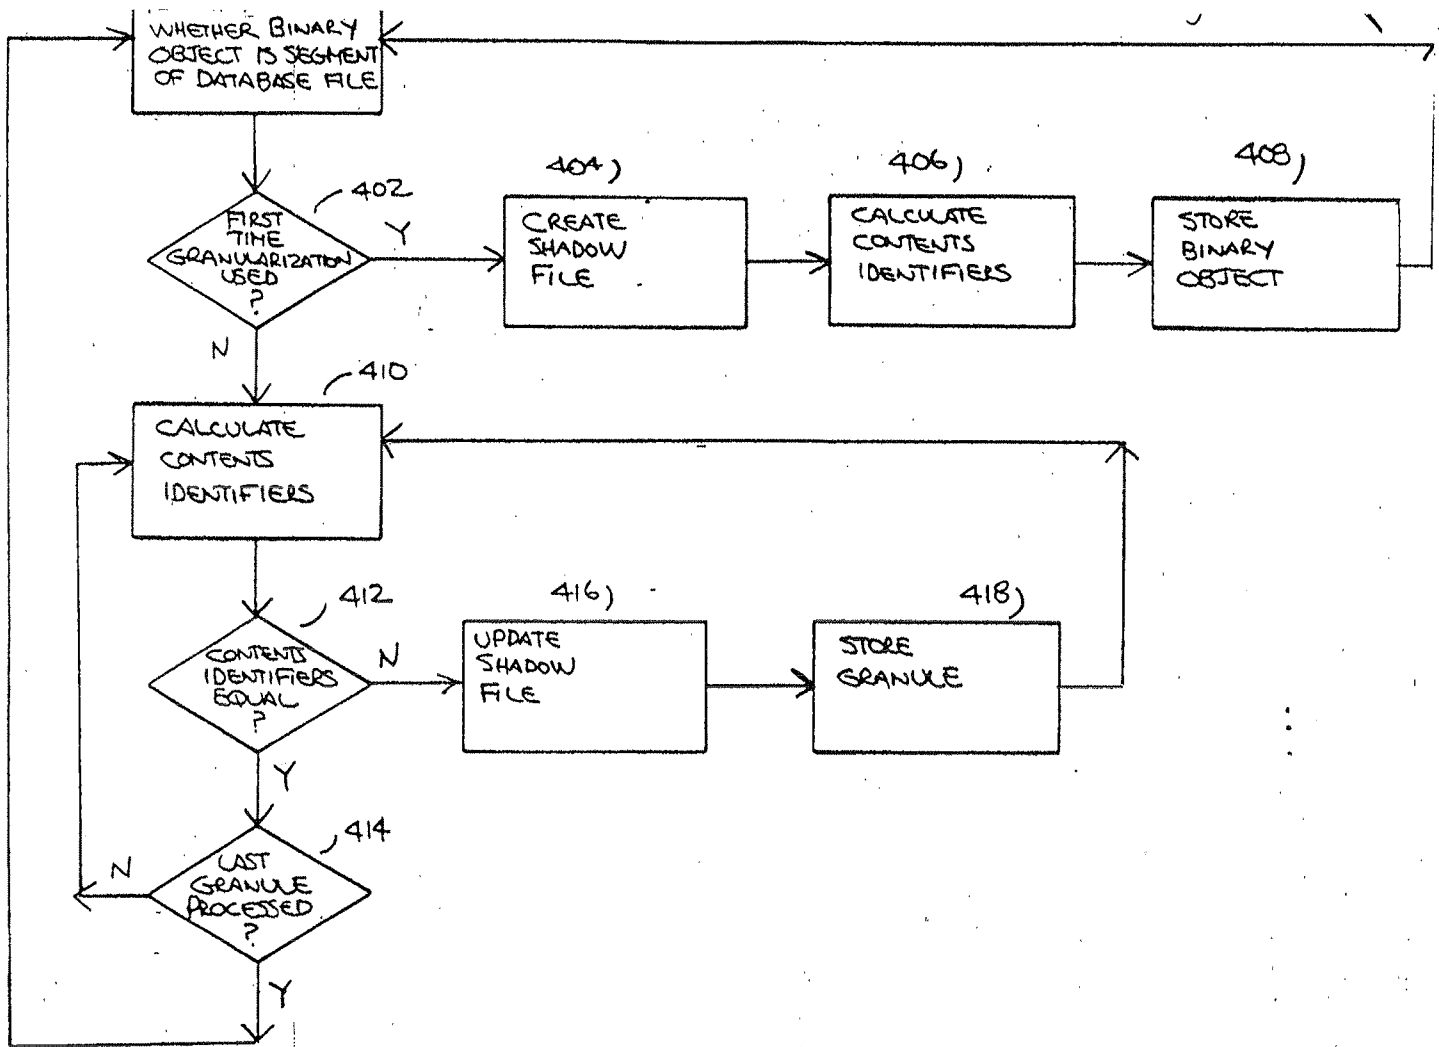 WHETHER BINARY
OBJECT IS SEGMENT
OF DATABASE FILE
402
FIRST
TIME
GRANULARIZATION
USED
?
Y
N
404)
CREATE
SHADOW
FILE
406)
CALCULATE
CONTENTS
IDENTIFIERS
408)
STORE
BINARY
OBJECT
410
CALCULATE
CONTENTS
IDENTIFIERS
412
CONTENTS
IDENTIFIERS
EQUAL
?
N
Y
416)
UPDATE
SHADOW
FILE
418)
STORE
GRANULE
414
LAST
GRANULE
PROCESSED
?
N
Y